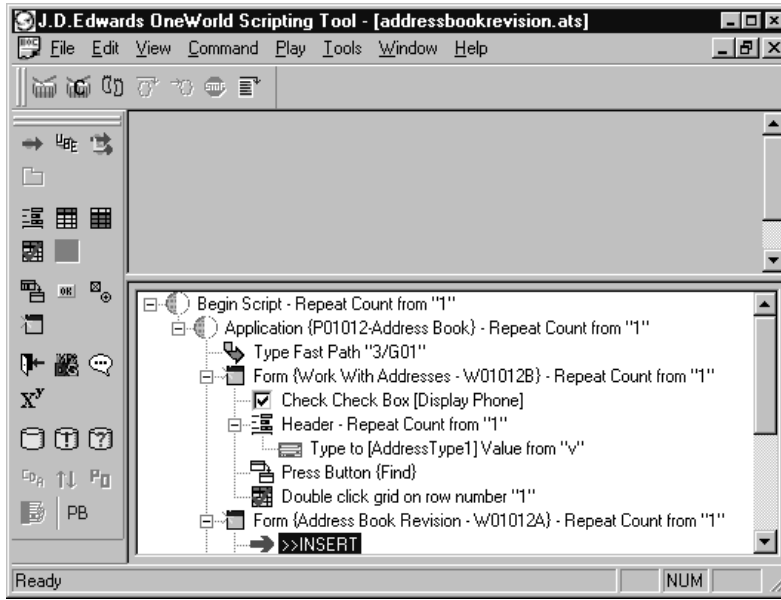 J.D.Edwards OneWorld Scripting Tool - [addressbookrevision.ats]
File Edit View Command Play Tools Window Help
UBE
OK
X^y
PB
Begin Script - Repeat Count from "1"
Application {P01012-Address Book} - Repeat Count from "1"
Type Fast Path "3/G01"
Form {Work With Addresses - W01012B} - Repeat Count from "1"
Check Check Box [Display Phone]
Header - Repeat Count from "1"
Type to [AddressType1] Value from "v"
Press Button {Find}
Double click grid on row number "1"
Form {Address Book Revision - W01012A} - Repeat Count from "1"
>>INSERT
Ready
NUM